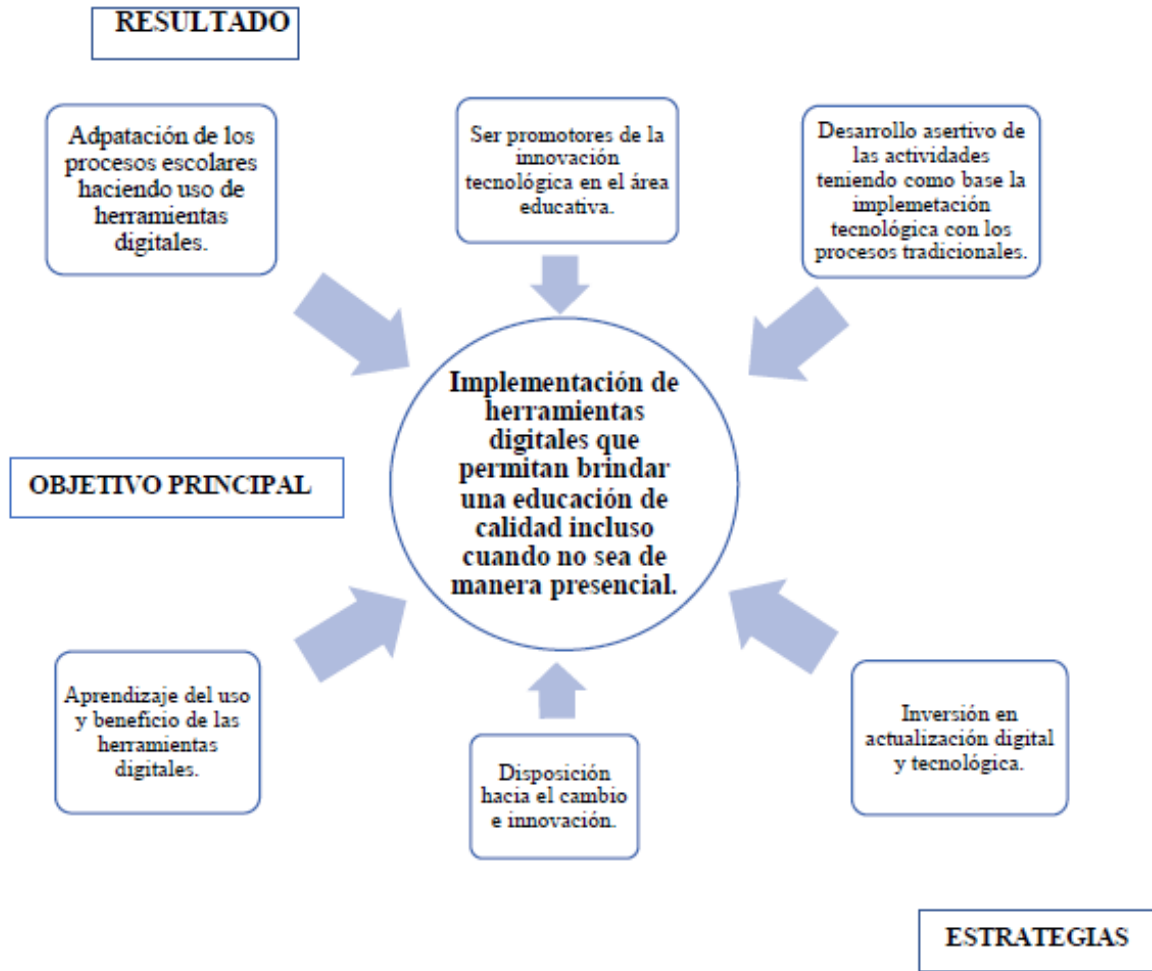 RESULTADO
Adpatación de los
procesos escolares
haciendo uso de
herramientas
digitales.
Ser promotores de la
innovación
tecnológica en el área
educativa.
Desarrollo asertivo de
las actividades
teniendo como base la
implemetación
tecnológica con los
procesos tradicionales.
Implementación de
herramientas
digitales que
permitan brindar
una educación de
calidad incluso
cuando no sea de
manera presencial.
OBJETIVO PRINCIPAL
Aprendizaje del uso
y beneficio de las
herramientas
digitales.
Disposición
hacia el cambio
e innovación.
Inversión en
actualización digital
y tecnológica.
ESTRATEGIAS